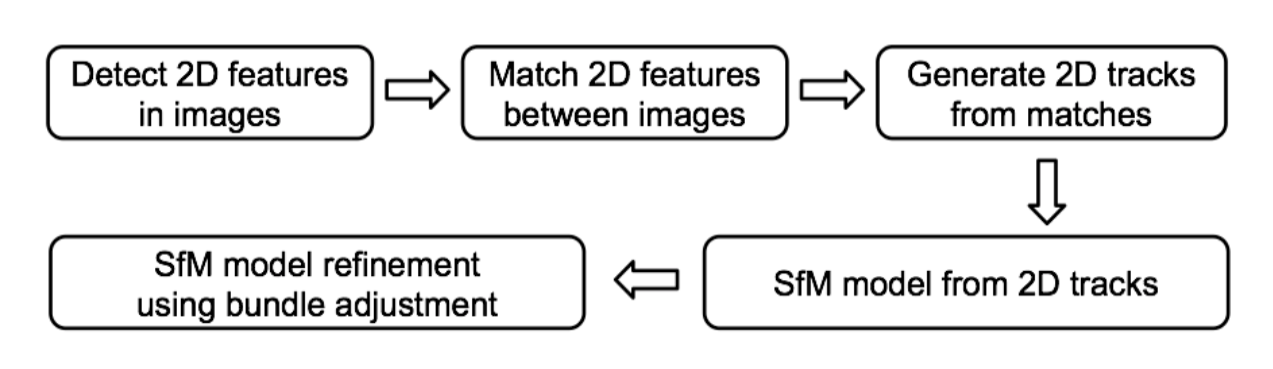 Detect 2D features
in images
Match 2D features
between images
Generate 2D tracks
from matches
SfM model from 2D tracks
SfM model refinement
using bundle adjustment